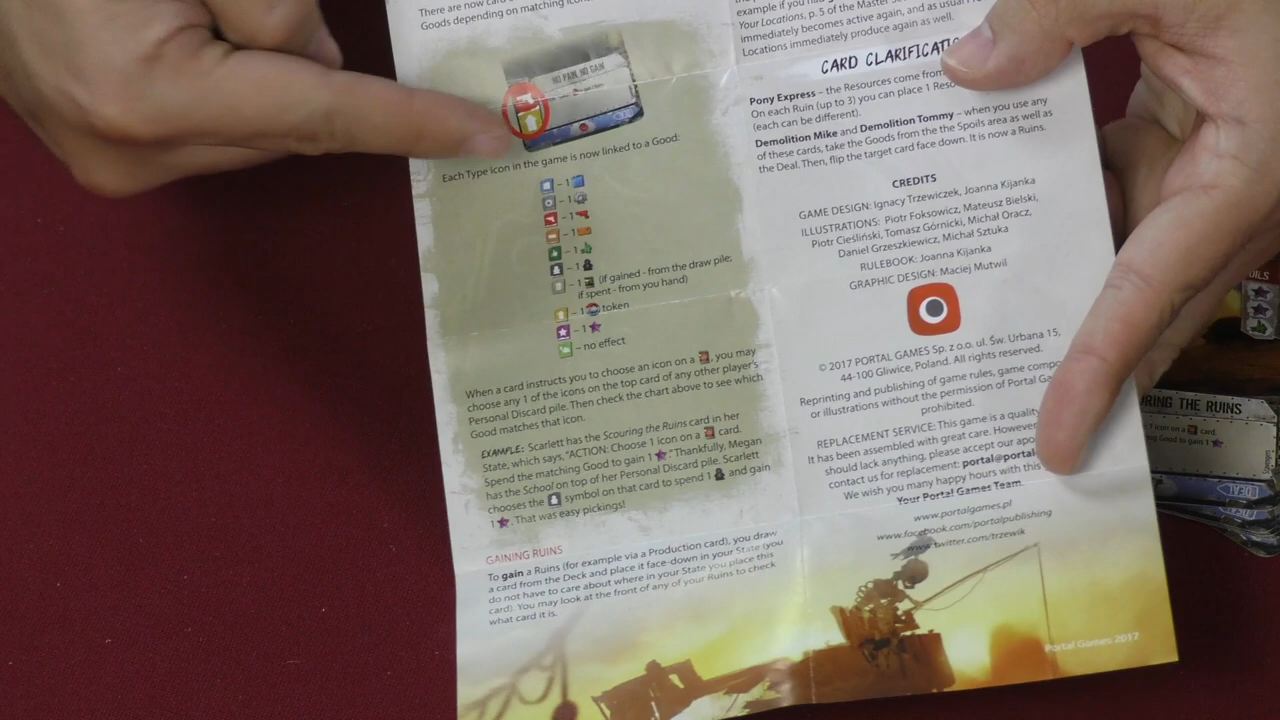 There are now card
Goods depending on matching
NO PAIN, NO GAIN
Each Type icon in the game is now linked to a Good:
– 1
– 1
– 1
– 1
– 1
– 1
– 1 (if gained - from the draw pile;
if spent - from you hand)
– 1 token
– 1
– no effect
When a card instructs you to choose an icon on a , you may
choose any 1 of the icons on the top card of any other player's
Personal Discard pile. Then check the chart above to see which
Good matches that icon.
EXAMPLE: Scarlett has the Scouring the Ruins card in her
State, which says, "ACTION: Choose 1 icon on a card.
Spend the matching Good to gain 1 ." Thankfully, Megan
has the School on top of her Personal Discard pile. Scarlett
chooses the symbol on that card to spend 1 and gain
1 . That was easy pickings!
GAINING RUINS
To gain a Ruins (for example via a Production card), you draw
a card from the Deck and place it face-down in your State (you
do not have to care about where in your State you place this
card). You may look at the front of any of your Ruins to check
what card it is.
example if you had
Your Locations, p. 5 of the Master
immediately becomes active again, and as usual
Locations immediately produce again as well.
CARD CLARIFICATI
Pony Express – the Resources come from
On each Ruin (up to 3) you can place 1 Reso
(each can be different).
Demolition Mike and Demolition Tommy – when you use any
of these cards, take the Goods from the the Spoils area as well as
the Deal. Then, flip the target card face down. It is now a Ruins.
CREDITS
GAME DESIGN: Ignacy Trzewiczek, Joanna Kijanka
ILLUSTRATIONS: Piotr Foksowicz, Mateusz Bielski,
Piotr Cieśliński, Tomasz Górnicki, Michał Oracz,
Daniel Grzeszkiewicz, Michał Sztuka
RULEBOOK: Joanna Kijanka
GRAPHIC DESIGN: Maciej Mutwil
© 2017 PORTAL GAMES Sp. z o.o. ul. Św. Urbana 15,
44-100 Gliwice, Poland. All rights reserved.
Reprinting and publishing of game rules, game compo
or illustrations without the permission of Portal Ga
prohibited.
REPLACEMENT SERVICE: This game is a quality
It has been assembled with great care. However
should lack anything, please accept our apo
contact us for replacement: portal@portal
We wish you many happy hours with this
Your Portal Games Team
www.portalgames.pl
www.facebook.com/portalpublishing
www.twitter.com/trzewik
Portal Games 2017
OILS
URING THE RUINS
1 icon on a card.
ng Good to gain 1
DEAL